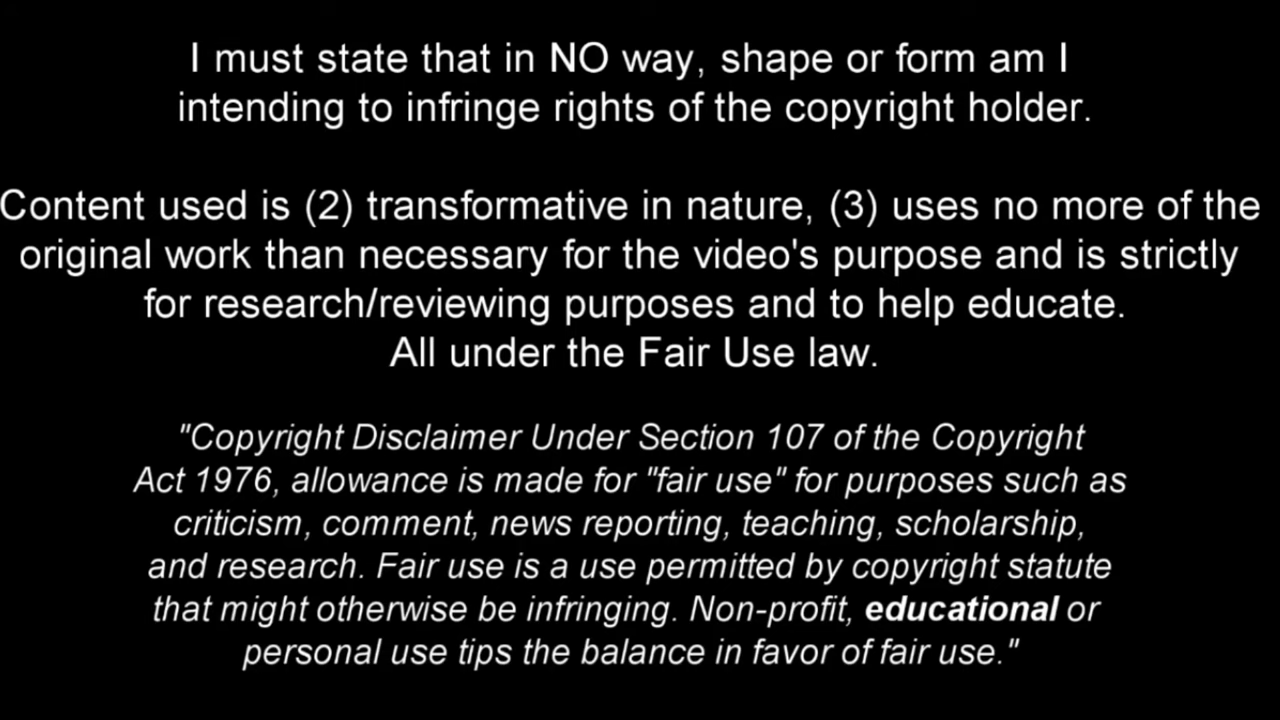 I must state that in NO way, shape or form am I
intending to infringe rights of the copyright holder.
Content used is (2) transformative in nature, (3) uses no more of the
original work than necessary for the video's purpose and is strictly
for research/reviewing purposes and to help educate.
All under the Fair Use law.
"Copyright Disclaimer Under Section 107 of the Copyright
Act 1976, allowance is made for "fair use" for purposes such as
criticism, comment, news reporting, teaching, scholarship,
and research. Fair use is a use permitted by copyright statute
that might otherwise be infringing. Non-profit, educational or
personal use tips the balance in favor of fair use."